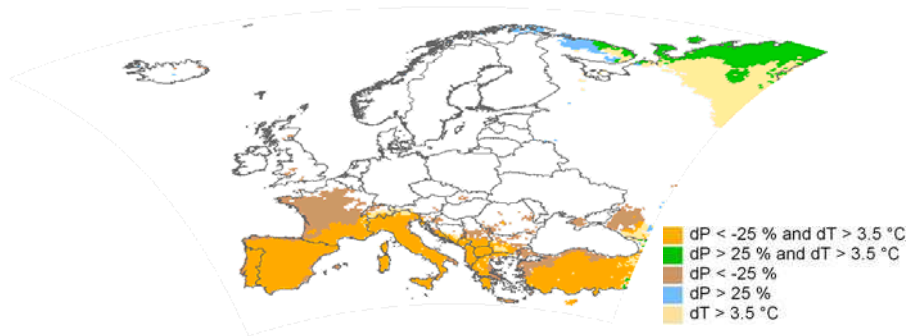 dP < -25 % and dT > 3.5 °C
dP > 25 % and dT > 3.5 °C
dP < -25 %
dP > 25 %
dT > 3.5 °C